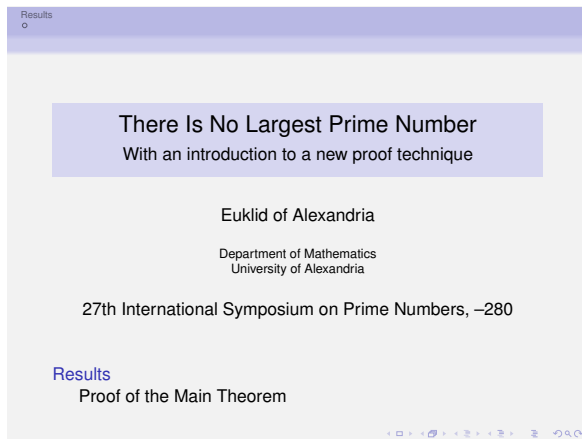 Results
There Is No Largest Prime Number
With an introduction to a new proof technique
Euklid of Alexandria
Department of Mathematics
University of Alexandria
27th International Symposium on Prime Numbers, –280
Results
Proof of the Main Theorem